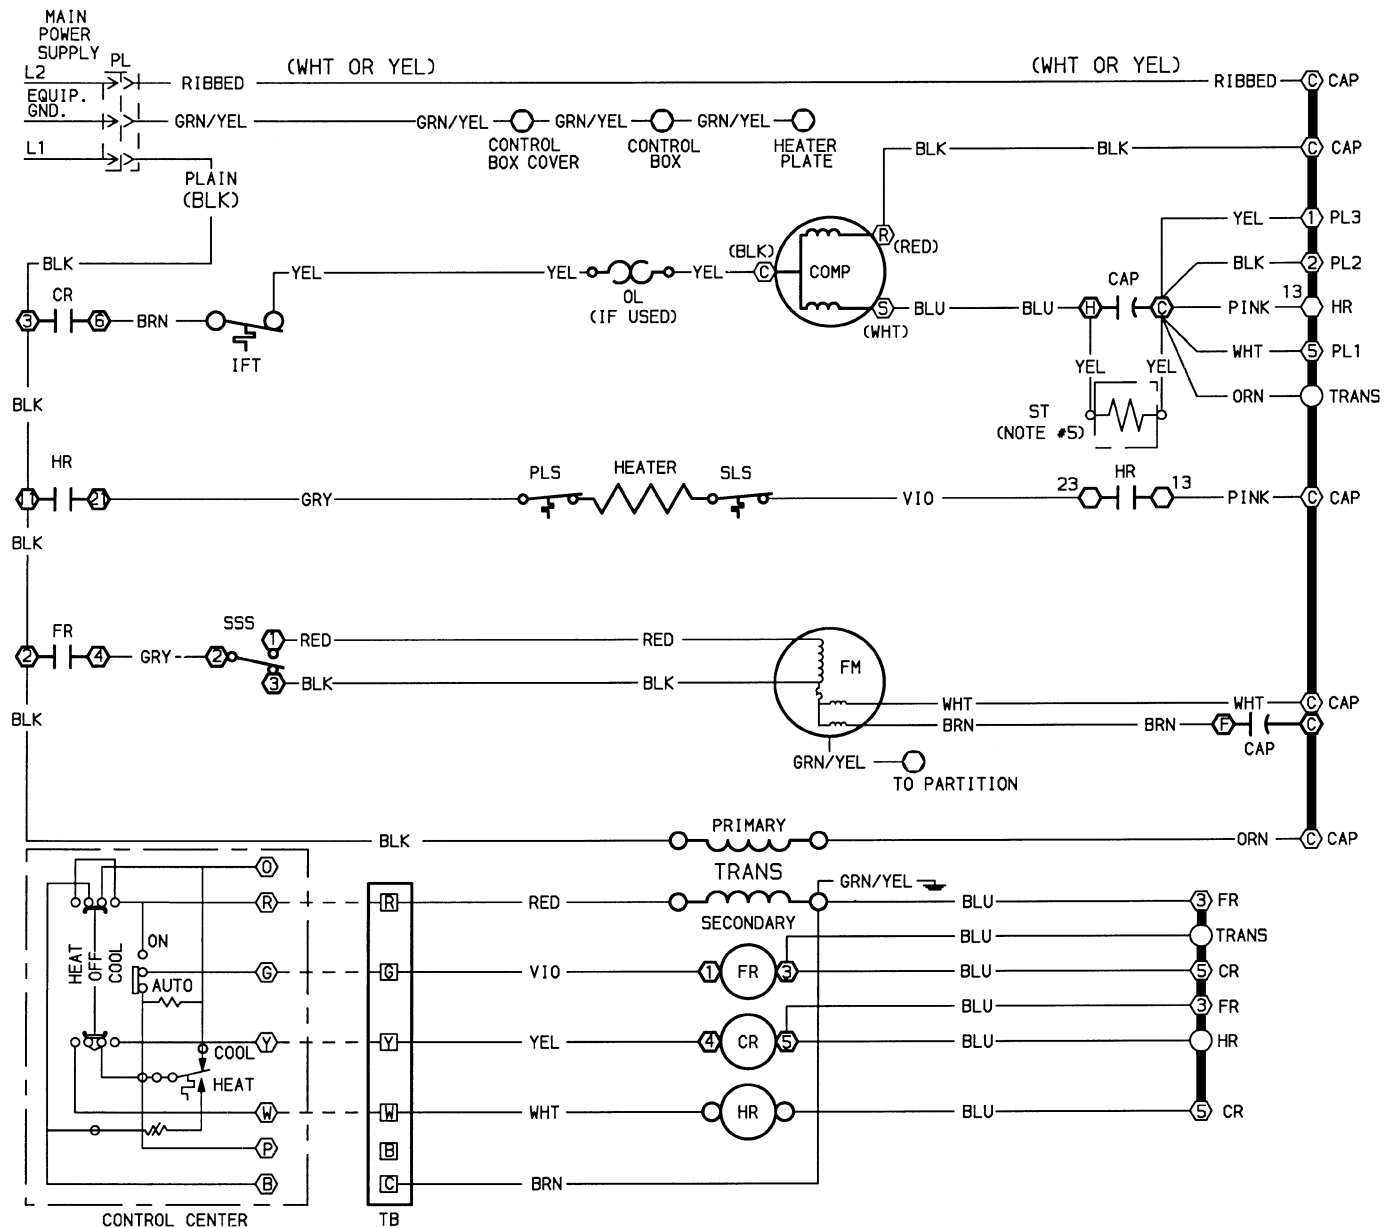 MAIN
POWER
SUPPLY
PL
L2
RIBBED
(WHT OR YEL)
(WHT OR YEL)
RIBBED
C CAP
EQUIP.
GND.
GRN/YEL
GRN/YEL
GRN/YEL
GRN/YEL
CONTROL
BOX COVER
CONTROL
BOX
HEATER
PLATE
L1
PLAIN
(BLK)
BLK
BLK
C CAP
BLK
YEL
YEL
OL
(IF USED)
YEL
(BLK)
C
COMP
R
(RED)
S
(WHT)
YEL
1 PL3
BLK
2 PL2
CR
3
6
BRN
IFT
BLU
BLU
H
CAP
C
PINK
13
HR
WHT
5 PL1
YEL
YEL
ORN
TRANS
ST
(NOTE #5)
BLK
HR
1
21
GRY
PLS
HEATER
SLS
VIO
23
HR
13
PINK
C CAP
BLK
FR
2
4
GRY
2
SSS
1
RED
RED
3
BLK
BLK
FM
WHT
WHT
C CAP
BRN
BRN
F
C
CAP
GRN/YEL
TO PARTITION
BLK
BLK
PRIMARY
TRANS
SECONDARY
ORN
C CAP
O
R
R
RED
GRN/YEL
BLU
3 FR
BLU
TRANS
HEAT
OFF
COOL
ON
AUTO
G
G
VIO
1
FR
3
BLU
5 CR
BLU
3 FR
Y
Y
YEL
4
CR
5
BLU
HR
COOL
HEAT
W
W
WHT
HR
BLU
5 CR
P
B
B
C
BRN
CONTROL CENTER
TB